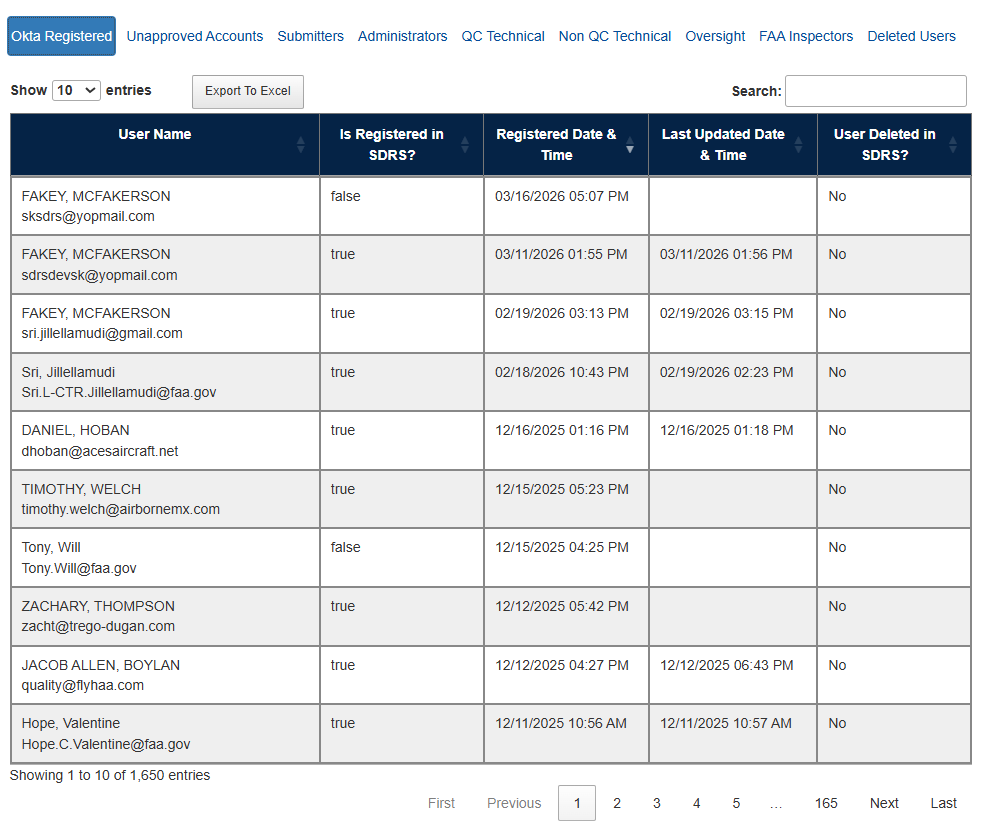 Okta Registered Unapproved Accounts Submitters Administrators QC Technical Non QC Technical Oversight FAA Inspectors Deleted Users
Show 10 entries Export To Excel Search:
User Name Is Registered in SDRS? Registered Date & Time Last Updated Date & Time User Deleted in SDRS?
FAKEY, MCFAKERSON false 03/16/2026 05:07 PM No
sksdrs@yopmail.com
FAKEY, MCFAKERSON true 03/11/2026 01:55 PM 03/11/2026 01:56 PM No
sdrsdevsk@yopmail.com
FAKEY, MCFAKERSON true 02/19/2026 03:13 PM 02/19/2026 03:15 PM No
sri.jillellamudi@gmail.com
Sri, Jillellamudi true 02/18/2026 10:43 PM 02/19/2026 02:23 PM No
Sri.L-CTR.Jillellamudi@faa.gov
DANIEL, HOBAN true 12/16/2025 01:16 PM 12/16/2025 01:18 PM No
dhoban@acesaircraft.net
TIMOTHY, WELCH true 12/15/2025 05:23 PM No
timothy.welch@airbornemx.com
Tony, Will false 12/15/2025 04:25 PM No
Tony.Will@faa.gov
ZACHARY, THOMPSON true 12/12/2025 05:42 PM No
zacht@trego-dugan.com
JACOB ALLEN, BOYLAN true 12/12/2025 04:27 PM 12/12/2025 06:43 PM No
quality@flyhaa.com
Hope, Valentine true 12/11/2025 10:56 AM 12/11/2025 10:57 AM No
Hope.C.Valentine@faa.gov
Showing 1 to 10 of 1,650 entries
First Previous 1 2 3 4 5 … 165 Next Last